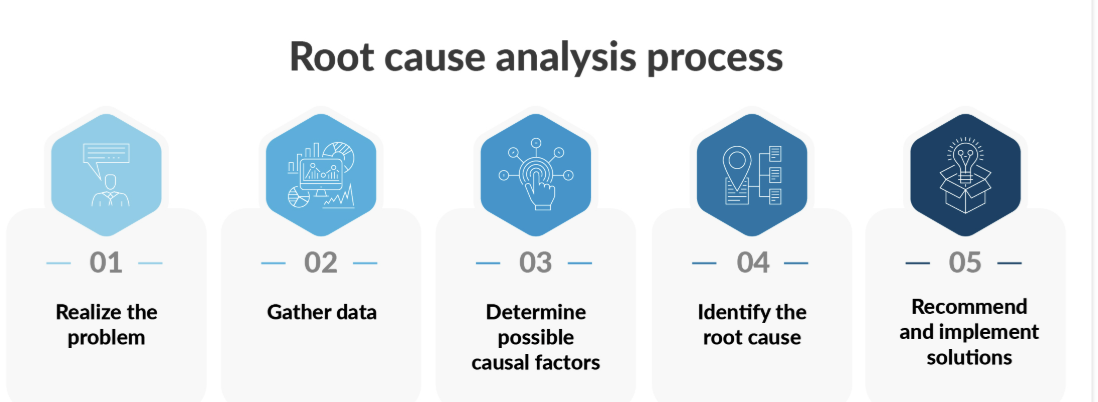 Root cause analysis process
01
Realize the
problem
02
Gather data
03
Determine
possible
causal factors
04
Identify the
root cause
05
Recommend
and implement
solutions